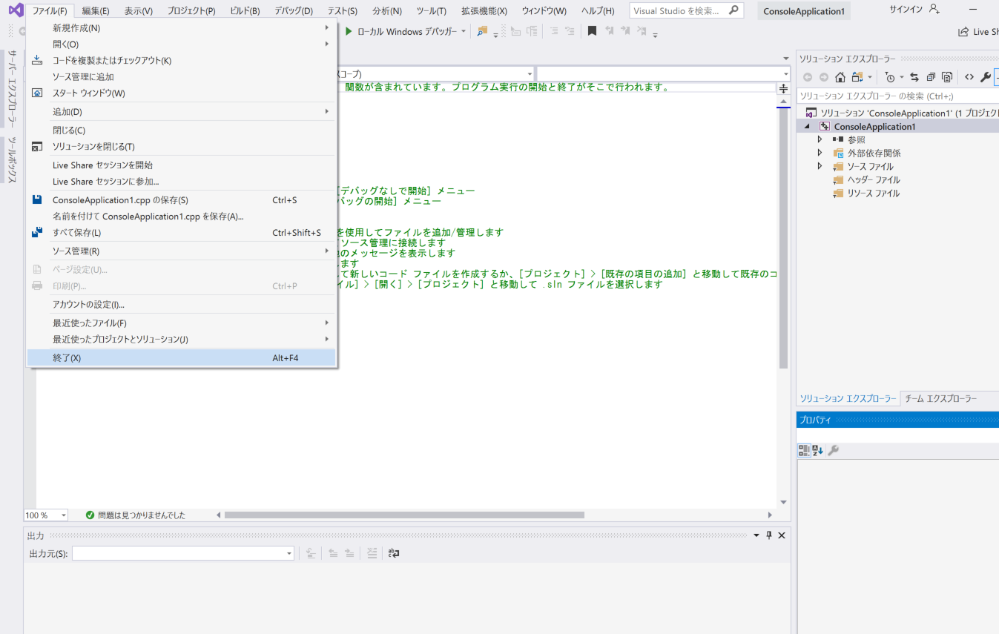 ファイル(F) 編集(E) 表示(V) プロジェクト(P) ビルド(B) デバッグ(D) テスト(S) 分析(N) ツール(T) 拡張機能(X) ウィンドウ(W) ヘルプ(H) Visual Studio を検索... ConsoleApplication1 サインイン
ローカル Windows デバッガー Live Sh
サーバー エクスプローラー
ツールボックス
新規作成(N)
開く(O)
コードを複製またはチェックアウト(K)
ソース管理に追加
スタート ウィンドウ(W)
追加(D)
閉じる(C)
ソリューションを閉じる(T)
Live Share セッションを開始
Live Share セッションに参加...
ConsoleApplication1.cpp の保存(S) Ctrl+S
名前を付けて ConsoleApplication1.cpp を保存(A)...
すべて保存(L) Ctrl+Shift+S
ソース管理(R)
ページ設定(U)...
印刷(P)... Ctrl+P
アカウントの設定(I)...
最近使ったファイル(F)
最近使ったプロジェクトとソリューション(J)
終了(X) Alt+F4
スコープ)
関数が含まれています。プログラム実行の開始と終了がそこで行われます。
[デバッグなしで開始] メニュー
バッグの開始] メニュー
を使用してファイルを追加/管理します
てソース管理に接続します
他のメッセージを表示します
します
して新しいコード ファイルを作成するか、[プロジェクト] > [既存の項目の追加] と移動して既存のコ
イル] > [開く] > [プロジェクト] と移動して .sln ファイルを選択します
100 % 問題は見つかりませんでした
出力
出力元(S):
ソリューション エクスプローラー
ソリューション エクスプローラー の検索 (Ctrl+;)
ソリューション 'ConsoleApplication1' (1 プロジェクト
ConsoleApplication1
参照
外部依存関係
ソース ファイル
ヘッダー ファイル
リソース ファイル
ソリューション エクスプローラー チーム エクスプローラー
プロパティ